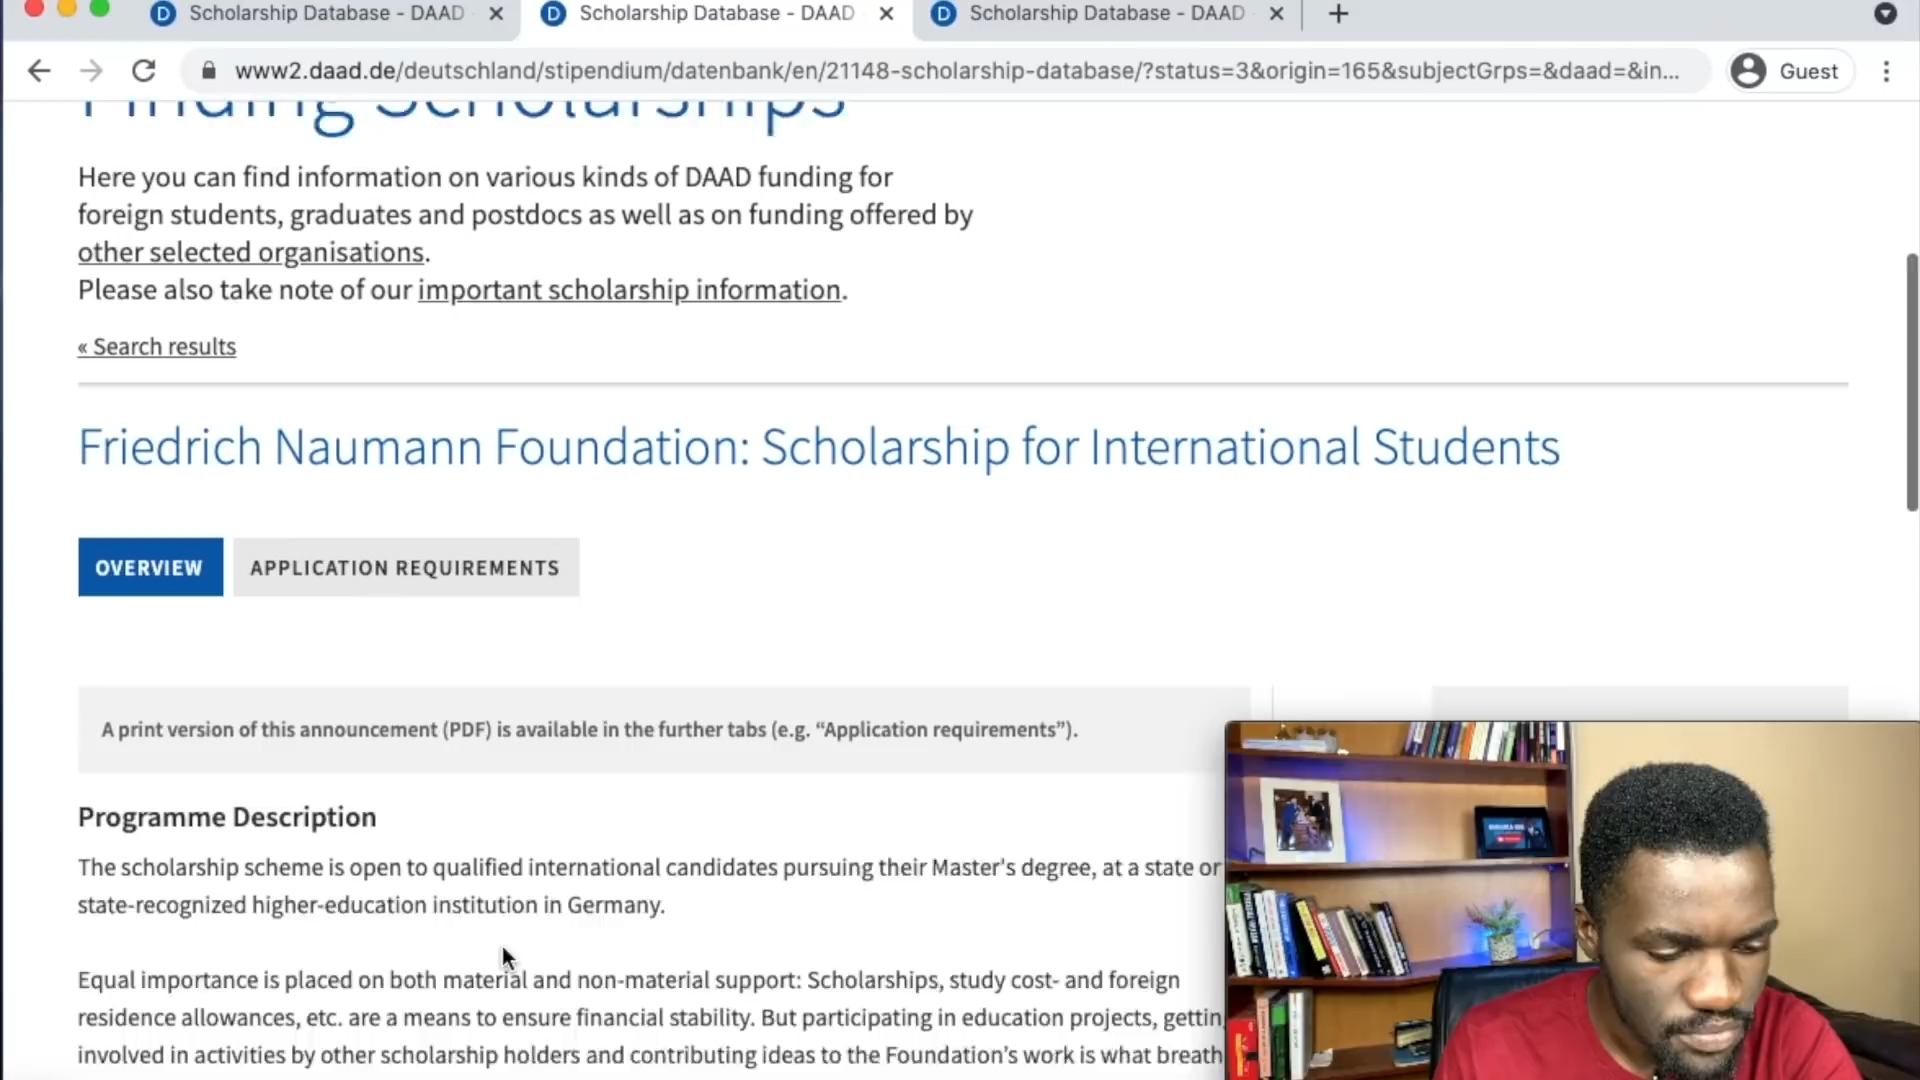 Scholarship Database - DAAD
Scholarship Database - DAAD
Scholarship Database - DAAD
www2.daad.de/deutschland/stipendium/datenbank/en/21148-scholarship-database/?status=3&origin=165&subjectGrps=&daad=&in...
Guest
Finding Scholarships
Here you can find information on various kinds of DAAD funding for
foreign students, graduates and postdocs as well as on funding offered by
other selected organisations.
Please also take note of our important scholarship information.
« Search results
Friedrich Naumann Foundation: Scholarship for International Students
OVERVIEW
APPLICATION REQUIREMENTS
A print version of this announcement (PDF) is available in the further tabs (e.g. “Application requirements”).
Programme Description
The scholarship scheme is open to qualified international candidates pursuing their Master's degree, at a state or
state-recognized higher-education institution in Germany.
Equal importance is placed on both material and non-material support: Scholarships, study cost- and foreign
residence allowances, etc. are a means to ensure financial stability. But participating in education projects, gettin
involved in activities by other scholarship holders and contributing ideas to the Foundation’s work is what breath